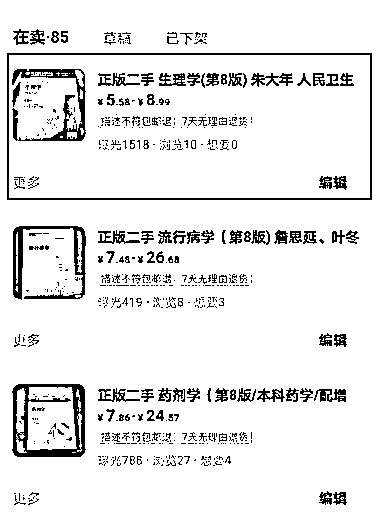 在卖·85 草稿 已下架
正版二手 生理学(第8版) 朱大年 人民卫生
¥5.58-¥8.99
描述不符包邮退 7天无理由退货
曝光1518·浏览10·想要0
更多 编辑
正版二手 流行病学(第8版) 詹思延、叶冬
¥7.48-¥26.68
描述不符包邮退 7天无理由退货
曝光419·浏览8·想要3
更多 编辑
正版二手 药剂学(第8版/本科药学/配增
¥7.86-¥24.57
描述不符包邮退 7天无理由退货
曝光786·浏览27·想要4
更多 编辑